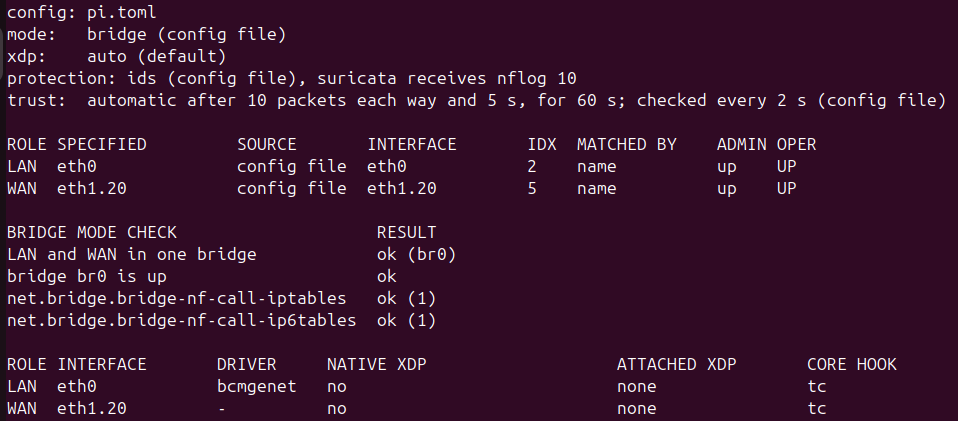 config: pi.toml
mode:   bridge (config file)
xdp:    auto (default)
protection: ids (config file), suricata receives nflog 10
trust:  automatic after 10 packets each way and 5 s, for 60 s; checked every 2 s (config file)

ROLE SPECIFIED         SOURCE       INTERFACE       IDX  MATCHED BY    ADMIN OPER
LAN  eth0              config file  eth0            2    name          up    UP
WAN  eth1.20           config file  eth1.20         5    name          up    UP

BRIDGE MODE CHECK                    RESULT
LAN and WAN in one bridge            ok (br0)
bridge br0 is up                     ok
net.bridge.bridge-nf-call-iptables   ok (1)
net.bridge.bridge-nf-call-ip6tables  ok (1)

ROLE INTERFACE       DRIVER     NATIVE XDP                   ATTACHED XDP       CORE HOOK
LAN  eth0            bcmgenet   no                           none               tc
WAN  eth1.20         -          no                           none               tc